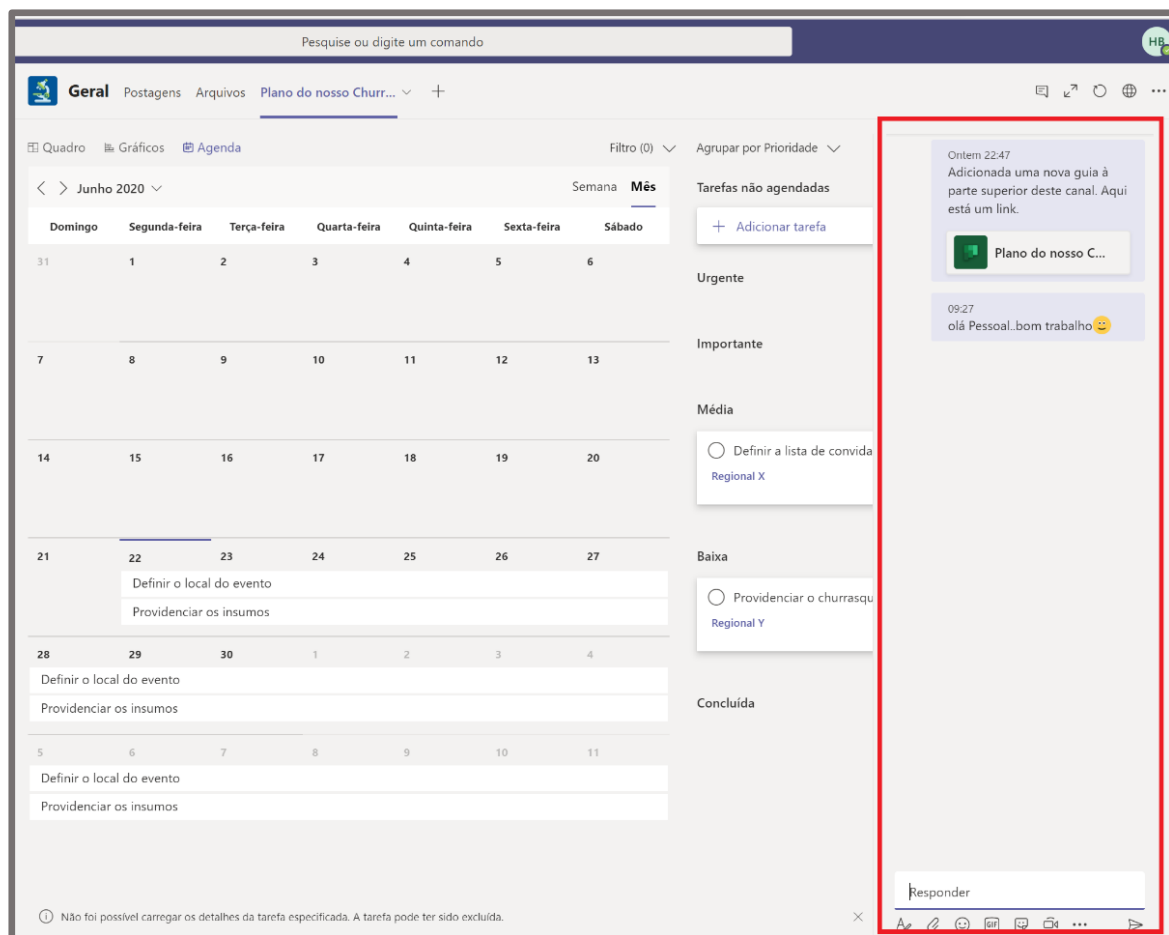 Pesquise ou digite um comando
HB
Geral Postagens Arquivos Plano do nosso Churr...
Quadro Gráficos Agenda Filtro (0) Agrupar por Prioridade
Junho 2020 Semana Mês
Domingo Segunda-feira Terça-feira Quarta-feira Quinta-feira Sexta-feira Sábado
31 1 2 3 4 5 6
7 8 9 10 11 12 13
14 15 16 17 18 19 20
21 22 23 24 25 26 27
Definir o local do evento
Providenciar os insumos
28 29 30 1 2 3 4
Definir o local do evento
Providenciar os insumos
5 6 7 8 9 10 11
Definir o local do evento
Providenciar os insumos
Não foi possível carregar os detalhes da tarefa especificada. A tarefa pode ter sido excluída.
Tarefas não agendadas
+ Adicionar tarefa
Urgente
Importante
Média
Definir a lista de convida
Regional X
Baixa
Providenciar o churrasqu
Regional Y
Concluída
Ontem 22:47
Adicionada uma nova guia à
parte superior deste canal. Aqui
está um link.
Plano do nosso C...
09:27
olá Pessoal..bom trabalho
Responder
GIF